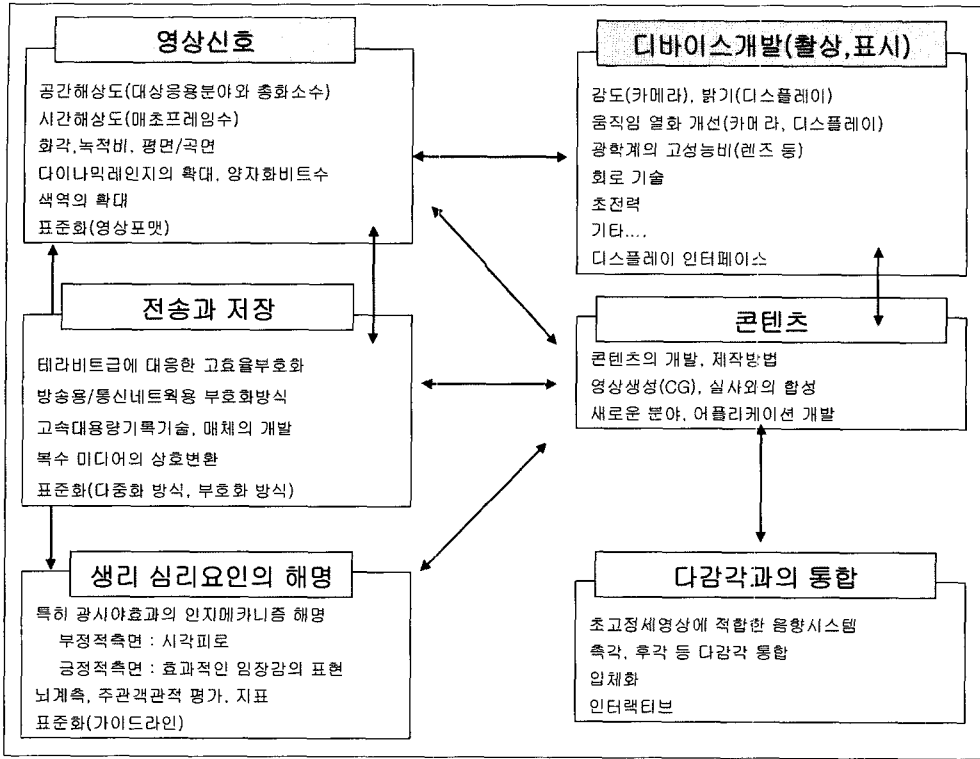 영상신호
공간해상도(대상응용분야와 총화소수)
시간해상도(매초프레임수)
화각,녹적비, 평면/곡면
다이나믹레인지의 확대, 양자화비트수
색역의 확대
표준화(영상포맷)
디바이스개발(촬상,표시)
감도(카메라), 밝기(디스플레이)
움직임 열화 개선(카메라, 디스플레이)
광학계의 고성능비(렌즈 등)
회로 기술
초전력
기타....
디스플레이 인터페이스
전송과 저장
테라비트급에 대응한 고효율부호화
방송용/통신네트웍용 부호화방식
고속대용량기록기술, 매체의 개발
복수 미디어의 상호변환
표준화(다중화 방식, 부호화 방식)
콘텐츠
콘텐츠의 개발, 제작방법
영상생성(CG), 실사외의 합성
새로운 분야, 어플리케이션 개발
생리 심리요인의 해명
특히 광시야효과의 인지메카니즘 해명
부정적측면 : 시각피로
긍정적측면 : 효과적인 임장감의 표현
뇌계측, 주관객관적 평가, 지표
표준화(가이드라인)
다감각과의 통합
초고정세영상에 적합한 음향시스템
촉각, 후각 등 다감각 통합
입체화
인터랙티브